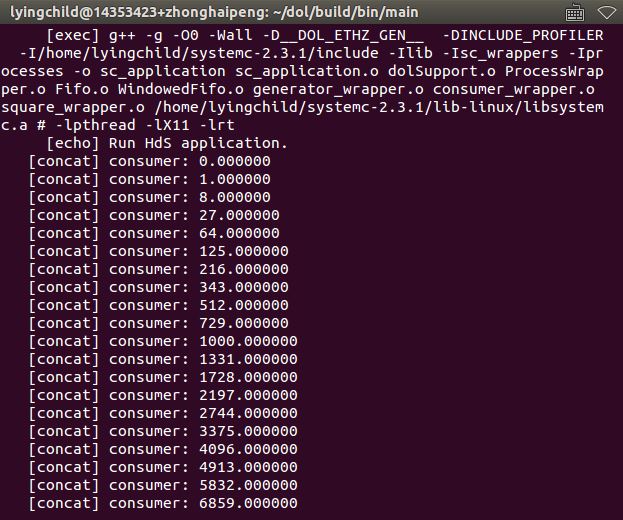 lyingchild@14353423+zhonghaipeng: ~/dol/build/bin/main
[exec] g++ -g -O0 -Wall -D__DOL_ETHZ_GEN__  -DINCLUDE_PROFILER
-I/home/lyingchild/systemc-2.3.1/include -Ilib -Isc_wrappers -Ipr
ocesses -o sc_application sc_application.o dolSupport.o ProcessWrap
per.o Fifo.o WindowedFifo.o generator_wrapper.o consumer_wrapper.o
square_wrapper.o /home/lyingchild/systemc-2.3.1/lib-linux/libsystem
c.a # -lpthread -lX11 -lrt
[echo] Run HdS application.
[concat] consumer: 0.000000
[concat] consumer: 1.000000
[concat] consumer: 8.000000
[concat] consumer: 27.000000
[concat] consumer: 64.000000
[concat] consumer: 125.000000
[concat] consumer: 216.000000
[concat] consumer: 343.000000
[concat] consumer: 512.000000
[concat] consumer: 729.000000
[concat] consumer: 1000.000000
[concat] consumer: 1331.000000
[concat] consumer: 1728.000000
[concat] consumer: 2197.000000
[concat] consumer: 2744.000000
[concat] consumer: 3375.000000
[concat] consumer: 4096.000000
[concat] consumer: 4913.000000
[concat] consumer: 5832.000000
[concat] consumer: 6859.000000